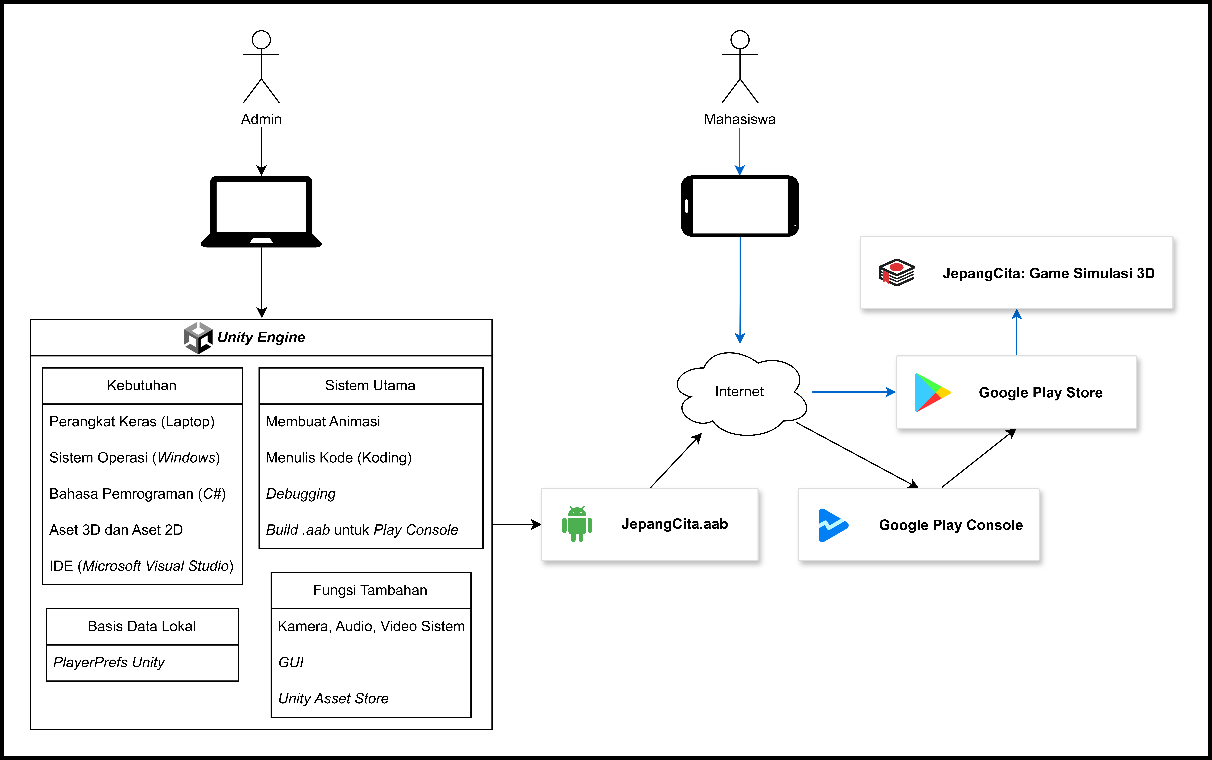 Admin
Mahasiswa
Unity Engine
Kebutuhan
Perangkat Keras (Laptop)
Sistem Operasi (Windows)
Bahasa Pemrograman (C#)
Aset 3D dan Aset 2D
IDE (Microsoft Visual Studio)
Sistem Utama
Membuat Animasi
Menulis Kode (Koding)
Debugging
Build .aab untuk Play Console
Basis Data Lokal
PlayerPrefs Unity
Fungsi Tambahan
Kamera, Audio, Video Sistem
GUI
Unity Asset Store
JepangCita.aab
Internet
Google Play Console
Google Play Store
JepangCita: Game Simulasi 3D